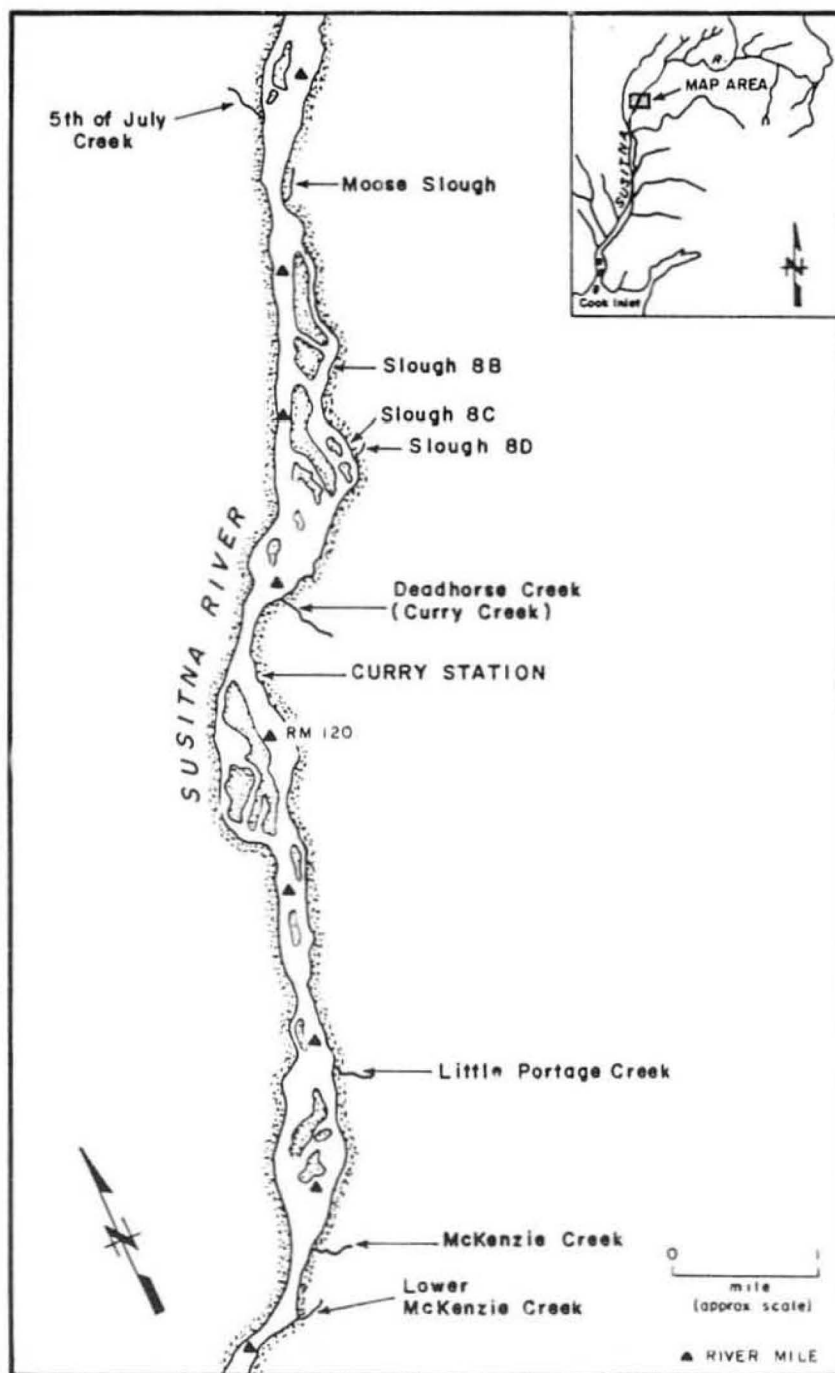 5th of July
Creek
Moose Slough
Slough 8B
Slough 8C
Slough 8D
Deadhorse Creek
(Curry Creek)
CURRY STATION
SUSITNA RIVER
RM 120
Little Portage Creek
McKenzie Creek
Lower
McKenzie Creek
R.
MAP AREA
SUSITNA
Cook Inlet
N
N
0 1
mile
(approx. scale)
▲ RIVER MILE